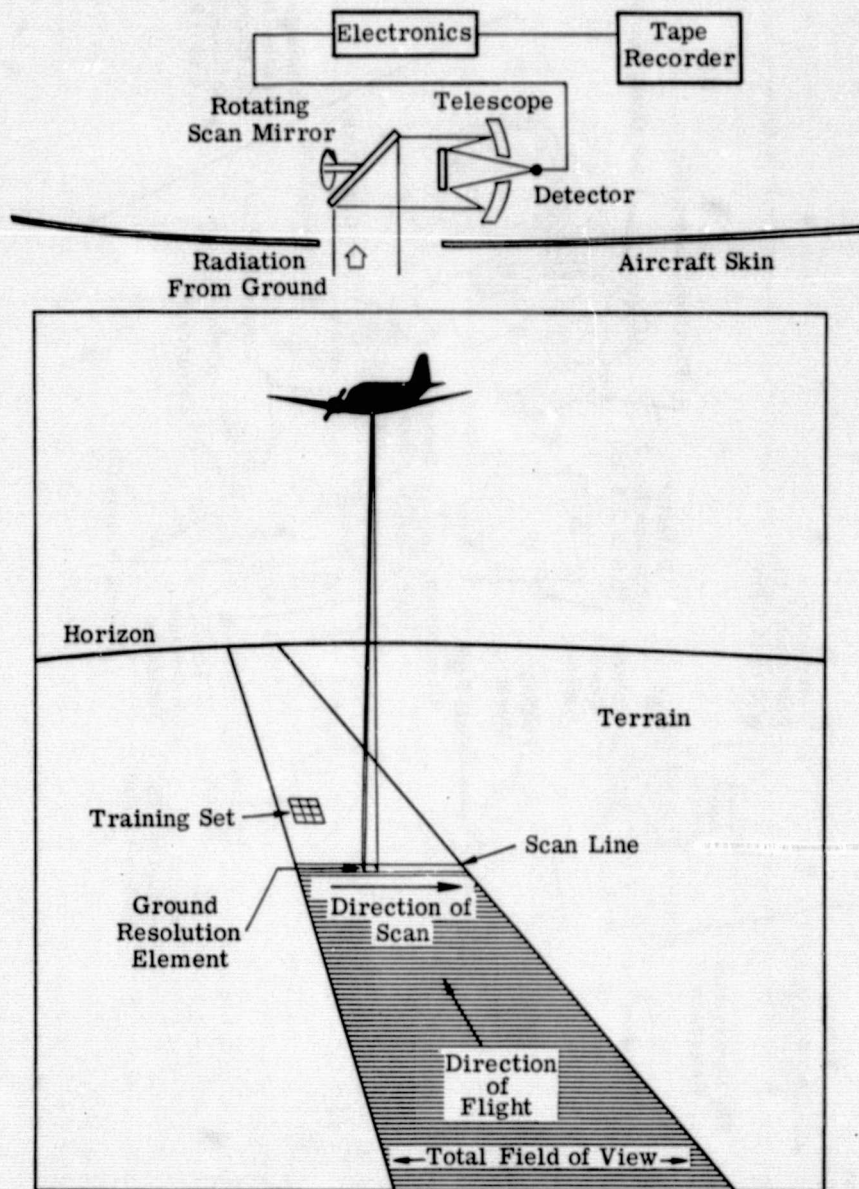 Electronics
Tape
Recorder
Rotating
Scan Mirror
Telescope
Detector
Radiation
From Ground
Aircraft Skin
Horizon
Terrain
Training Set
Scan Line
Ground
Resolution
Element
Direction of
Scan
Direction
of
Flight
Total Field of View